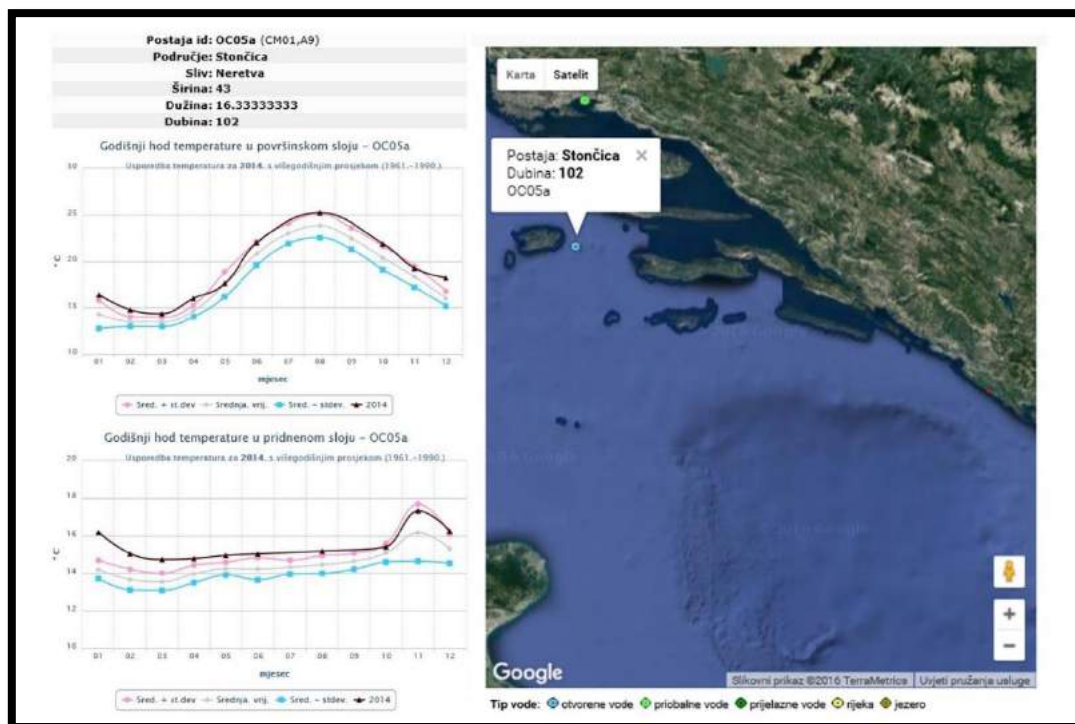 Postaja id: OC05a (CM01,A9)
Područje: Stončica
Sliv: Neretva
Širina: 43
Dužina: 16.33333333
Dubina: 102
Godišnji hod temperature u površinskom sloju - OC05a
Usporedba temperatura za 2014. s višegodišnjim prosjekom (1961.-1990.)
30
25
20
15
10
°C
01 02 03 04 05 06 07 08 09 10 11 12
mjesec
Sred. + st.dev Srednja. vrij. Sred. - stdev. 2014
Godišnji hod temperature u pridnenom sloju - OC05a
Usporedba temperatura za 2014. s višegodišnjim prosjekom (1961.-1990.)
20
18
16
14
12
10
°C
01 02 03 04 05 06 07 08 09 10 11 12
mjesec
Sred. + st.dev Srednja. vrij. Sred. - stdev. 2014
Karta Satelit
Postaja: Stončica
Dubina: 102
OC05a
Google
Slikovni prikaz ©2016 TerraMetrics Uvjeti pružanja usluge
Tip vode: otvorene vode priobalne vode prijelazne vode rijeka jezero